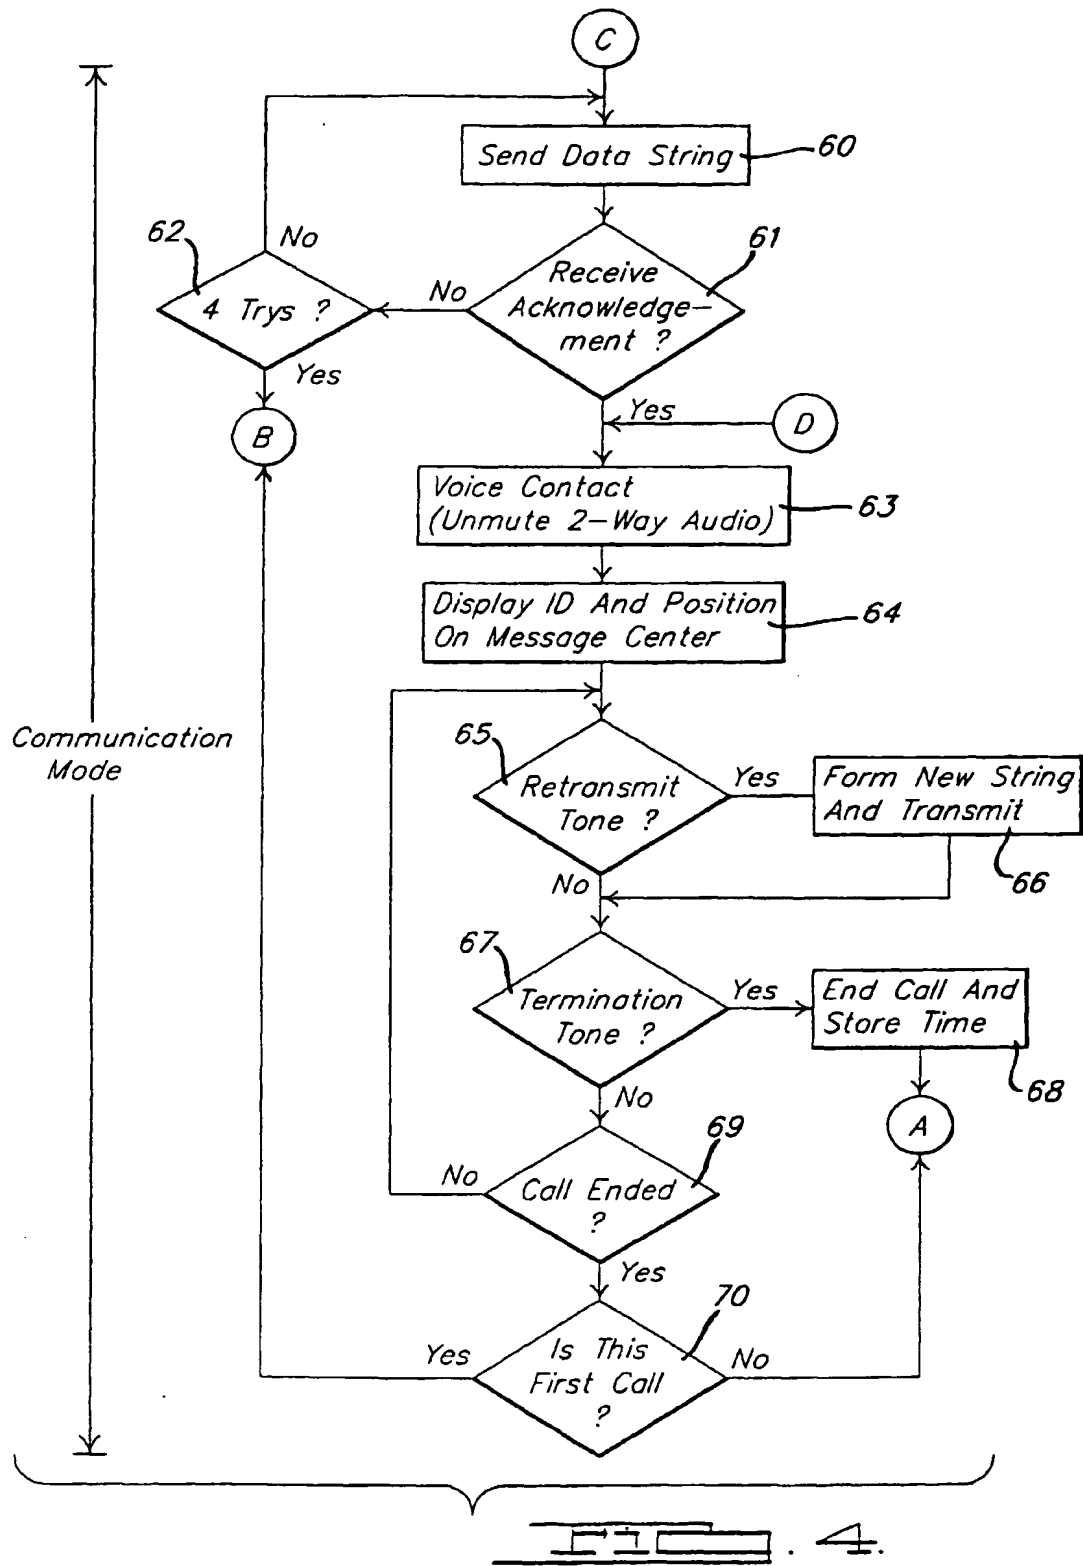 C
Send Data String
60
62
No
61
4 Trys ?
No
Receive
Acknowledge-
ment ?
Yes
B
Yes
D
Voice Contact
(Unmute 2-Way Audio)
63
Display ID And Position
On Message Center
64
Communication
Mode
65
Retransmit
Tone ?
Yes
Form New String
And Transmit
66
No
67
Termination
Tone ?
Yes
End Call And
Store Time
68
No
A
69
No
Call Ended
?
Yes
70
Yes
Is This
First Call
?
No
Fig. 4.